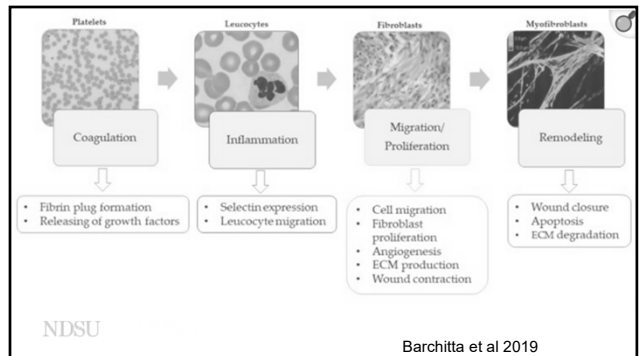 Platelets
Leucocytes
Fibroblasts
Myofibroblasts
Coagulation
Inflammation
Migration/
Proliferation
Remodeling
• Fibrin plug formation
• Releasing of growth factors
• Selectin expression
• Leucocyte migration
• Cell migration
• Fibroblast
proliferation
• Angiogenesis
• ECM production
• Wound contraction
• Wound closure
• Apoptosis
• ECM degradation
NDSU
Barchitta et al 2019